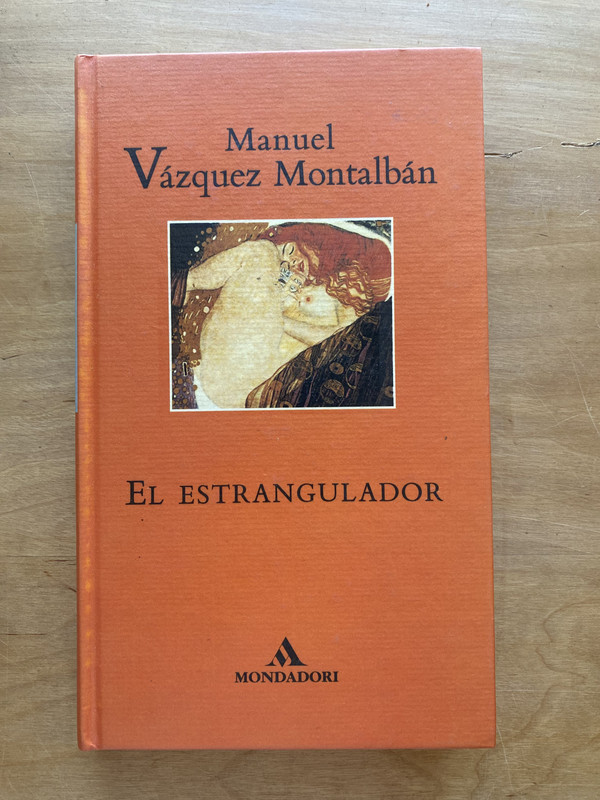 Manuel
Vázquez Montalbán
EL ESTRANGULADOR
MONDADORI